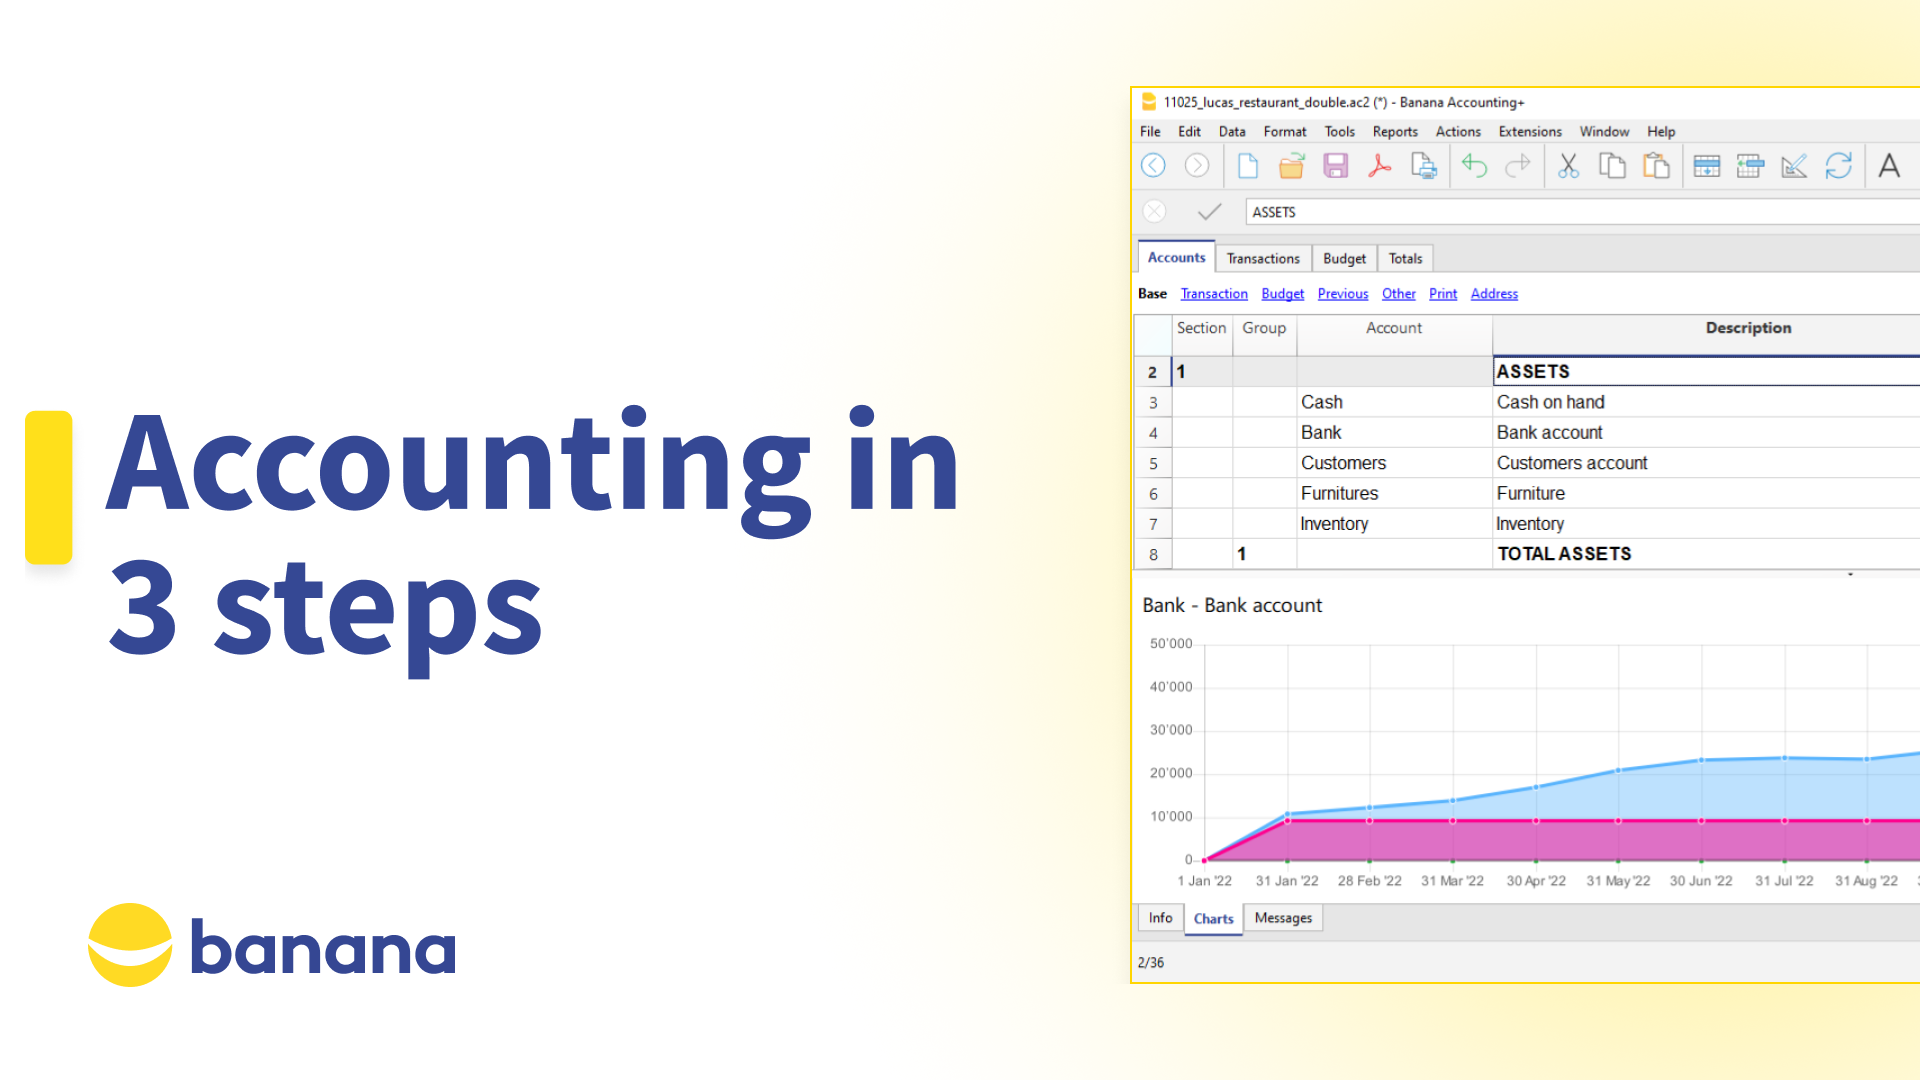 Accounting in
3 steps
banana
11025_lucas_restaurant_double.ac2 (*) - Banana Accounting+
File Edit Data Format Tools Reports Actions Extensions Window Help
A
ASSETS
Accounts Transactions Budget Totals
Base Transaction Budget Previous Other Print Address
Section Group Account Description
2 1 ASSETS
3 Cash Cash on hand
4 Bank Bank account
5 Customers Customers account
6 Furnitures Furniture
7 Inventory Inventory
8 1 TOTAL ASSETS
Bank - Bank account
50'000
40'000
30'000
20'000
10'000
0
1 Jan '22 31 Jan '22 28 Feb '22 31 Mar '22 30 Apr '22 31 May '22 30 Jun '22 31 Jul '22 31 Aug '22
Info Charts Messages
2/36